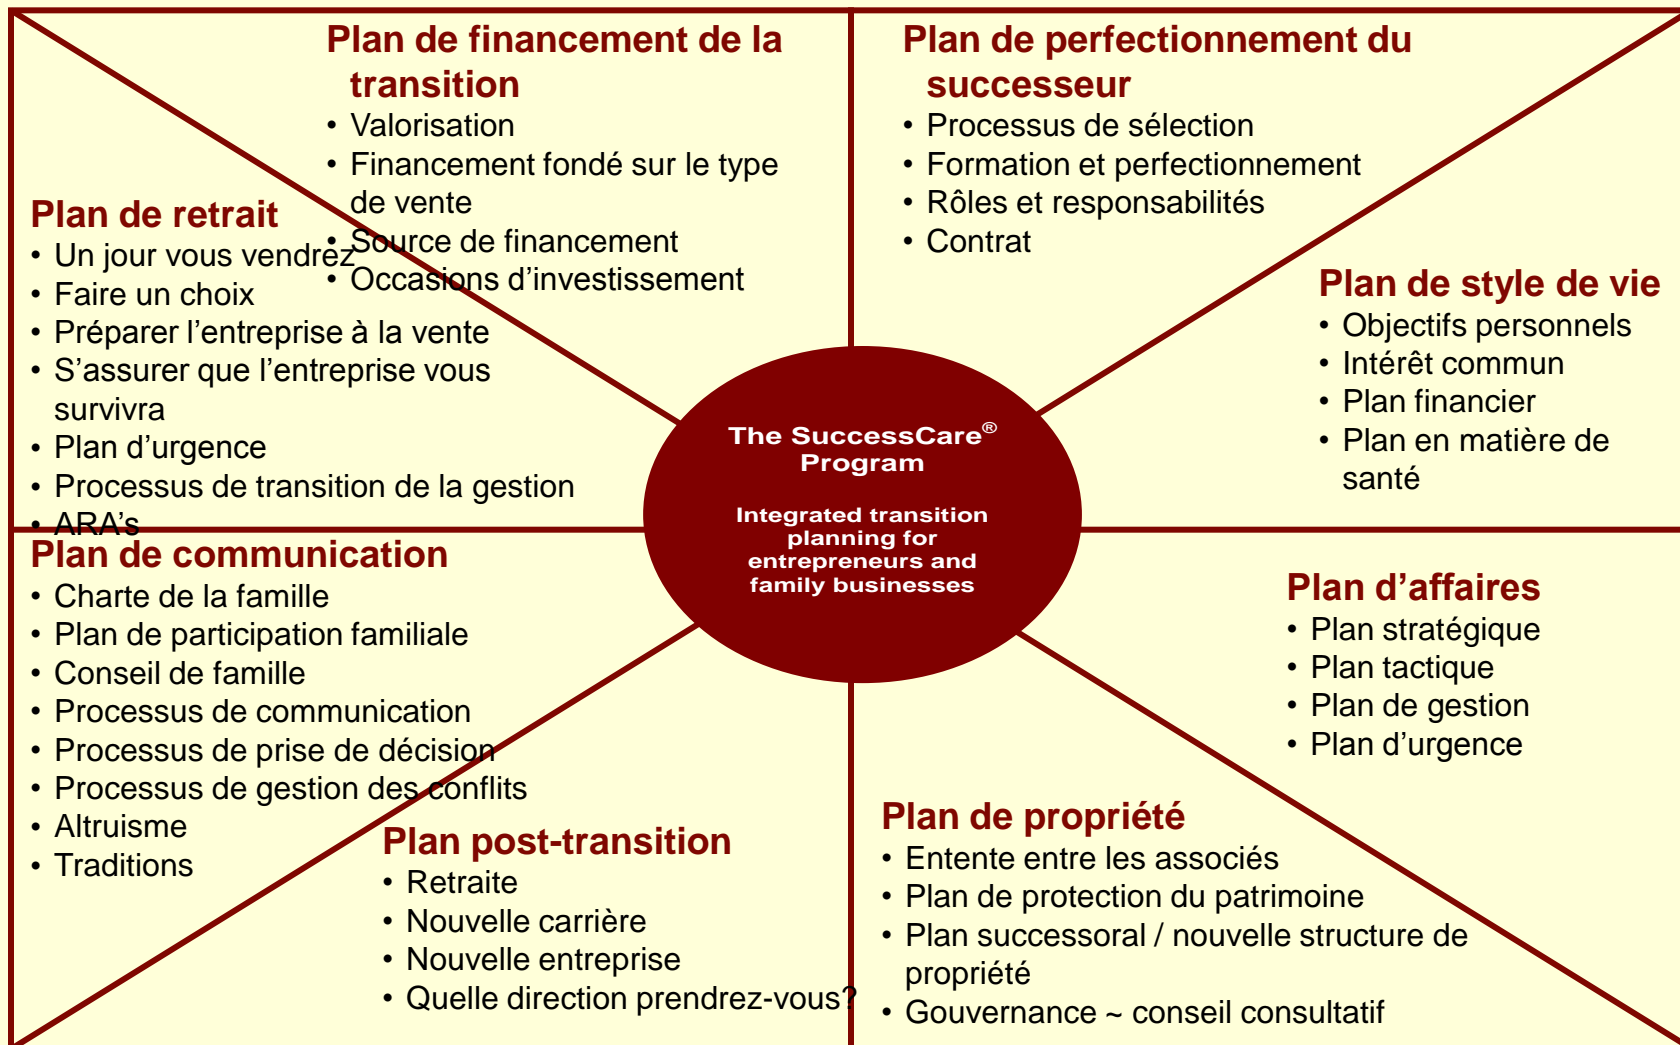 Plan de financement de la
transition
• Valorisation
• Financement fondé sur le type
de vente
• Source de financement
• Occasions d’investissement
Plan de perfectionnement du
successeur
• Processus de sélection
• Formation et perfectionnement
• Rôles et responsabilités
• Contrat
Plan de retrait
• Un jour vous vendrez
• Faire un choix
• Préparer l’entreprise à la vente
• S’assurer que l’entreprise vous
survivra
• Plan d’urgence
• Processus de transition de la gestion
• ARA’s
Plan de style de vie
• Objectifs personnels
• Intérêt commun
• Plan financier
• Plan en matière de
santé
The SuccessCare®
Program
Integrated transition
planning for
entrepreneurs and
family businesses
Plan de communication
• Charte de la famille
• Plan de participation familiale
• Conseil de famille
• Processus de communication
• Processus de prise de décision
• Processus de gestion des conflits
• Altruisme
• Traditions
Plan d’affaires
• Plan stratégique
• Plan tactique
• Plan de gestion
• Plan d’urgence
Plan post-transition
• Retraite
• Nouvelle carrière
• Nouvelle entreprise
• Quelle direction prendrez-vous?
Plan de propriété
• Entente entre les associés
• Plan de protection du patrimoine
• Plan successoral / nouvelle structure de
propriété
• Gouvernance ~ conseil consultatif